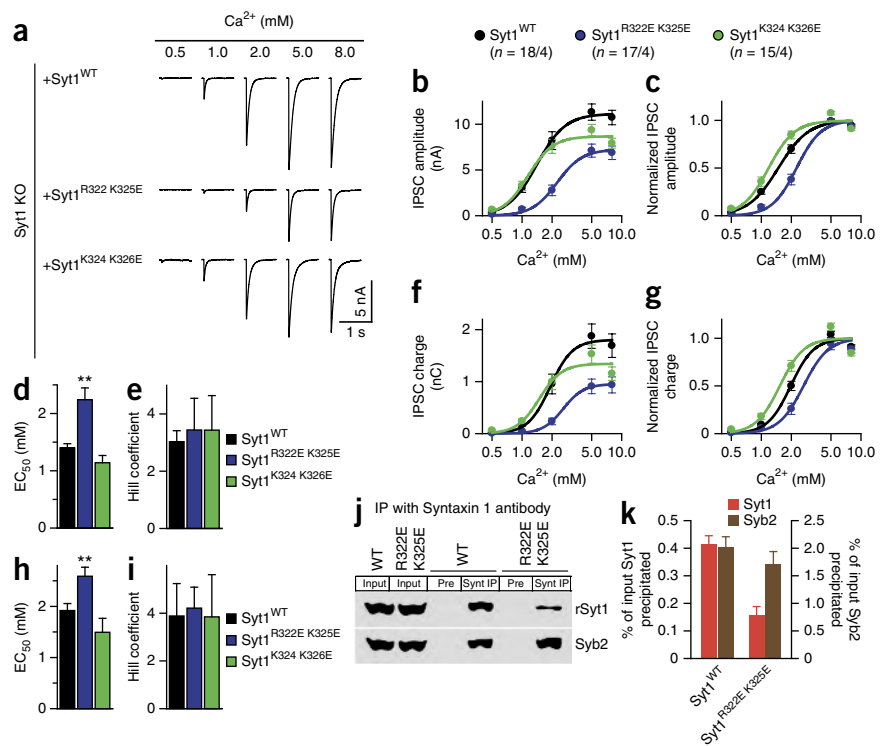 a
Ca2+ (mM)
0.5 1.0 2.0 5.0 8.0
Syt1 KO
+Syt1WT
+Syt1R322 K325E
+Syt1K324 K326E
5 nA
1 s
Syt1WT
(n = 18/4)
Syt1R322E K325E
(n = 17/4)
Syt1K324 K326E
(n = 15/4)
b
IPSC amplitude
(nA)
10
5
0
0.5 1.0 2.0 5.0 10.0
Ca2+ (mM)
c
Normalized IPSC
amplitude
1.0
0.5
0
0.5 1.0 2.0 5.0 10.0
Ca2+ (mM)
d
EC50 (mM)
2
1
0
**
e
Hill coefficient
4
2
0
Syt1WT
Syt1R322E K325E
Syt1K324 K326E
f
IPSC charge
(nC)
2
1
0
0.5 1.0 2.0 5.0 10.0
Ca2+ (mM)
g
Normalized IPSC
charge
1.0
0.5
0
0.5 1.0 2.0 5.0 10.0
Ca2+ (mM)
h
EC50 (mM)
3
2
1
0
**
i
Hill coefficient
6
4
2
0
Syt1WT
Syt1R322E K325E
Syt1K324 K326E
j
IP with Syntaxin 1 antibody
WT
R322E
K325E
WT
R322E
K325E
Input Input Pre Synt IP Pre Synt IP
rSyt1
Syb2
k
Syt1
Syb2
% of input Syt1
precipitated
0.5
0.4
0.3
0.2
0.1
0
2.5
2.0
1.5
1.0
0.5
0
% of input Syb2
precipitated
Syt1WT
Syt1R322E K325E